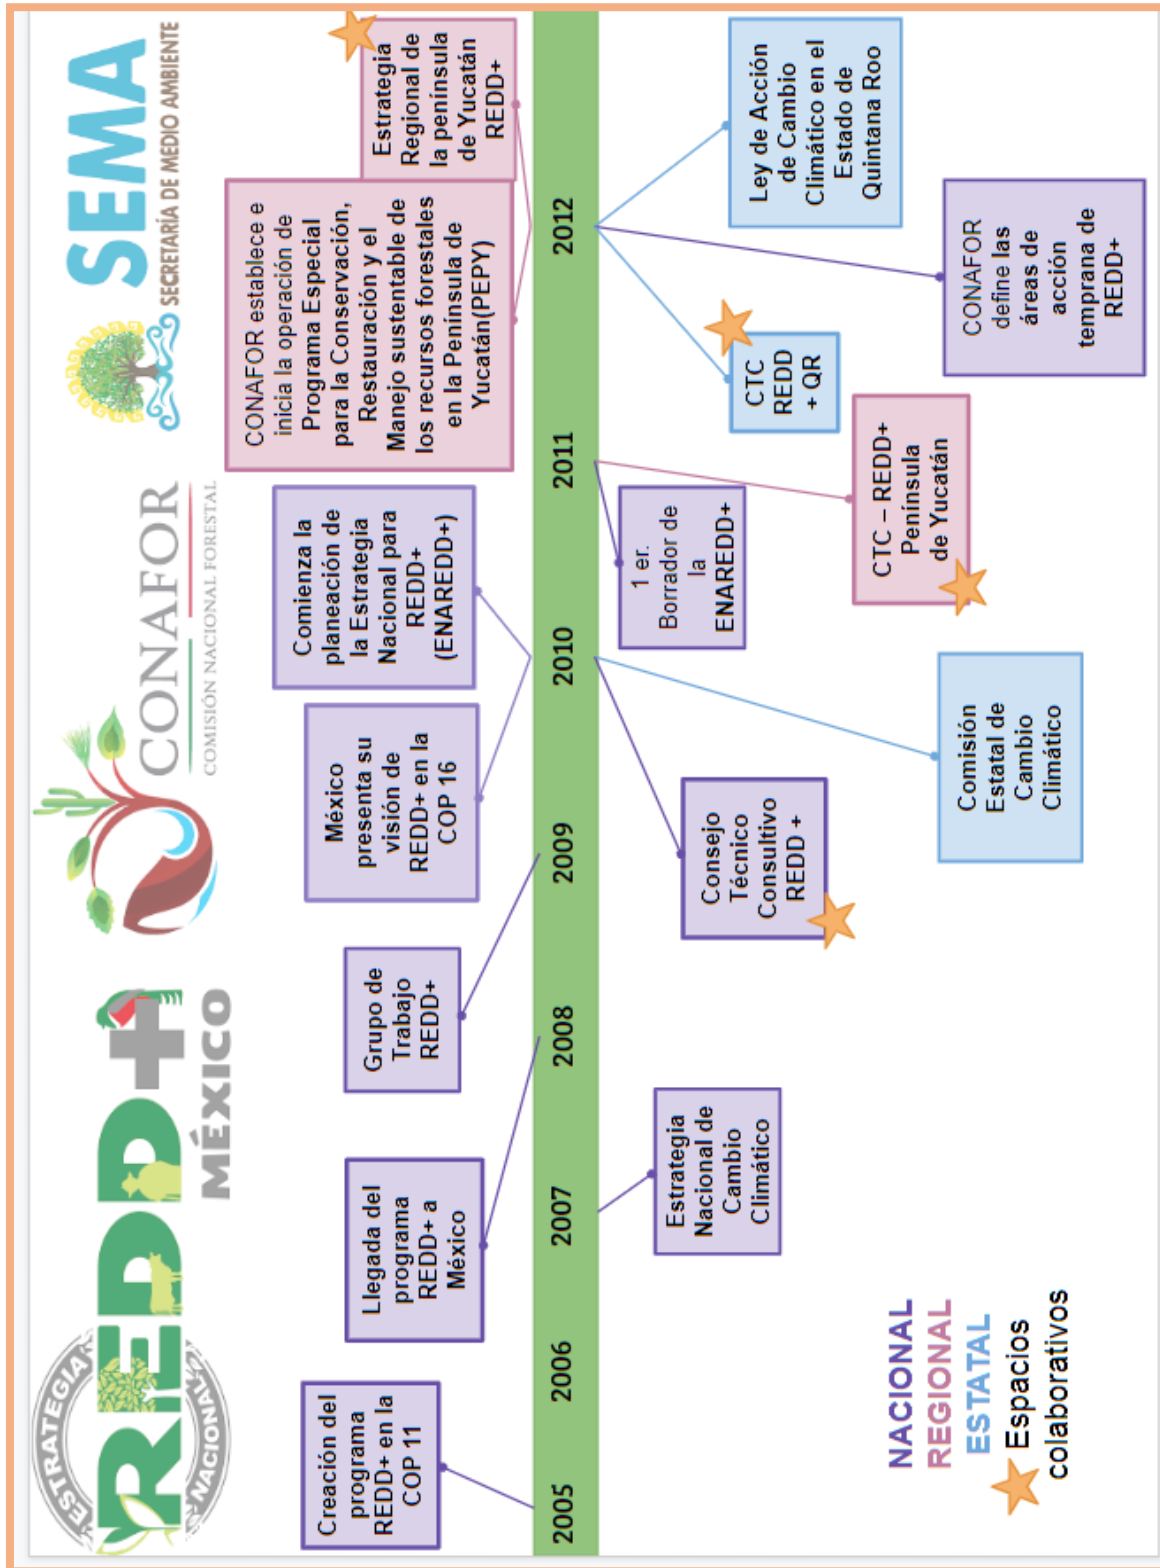 ESTRATEGIA
REDD+
NACIONAL
MÉXICO
CONAFOR
COMISIÓN NACIONAL FORESTAL
SEMA
SECRETARÍA DE MEDIO AMBIENTE
Creación del
programa
REDD+ en la
COP 11
Llegada del
programa
REDD+ a
México
Grupo de
Trabajo
REDD+
México
presenta su
visión de
REDD+ en la
COP 16
Comienza la
planeación de
la Estrategia
Nacional para
REDD+
(ENAREDD+)
CONAFOR establece e
inicia la operación de
Programa Especial
para la Conservación,
Restauración y el
Manejo sustentable de
los recursos forestales
en la Península de
Yucatán(PEPY)
Estrategia
Regional de
la península
de Yucatán
REDD+
2005
2006
2007
2008
2009
2010
2011
2012
Estrategia
Nacional de
Cambio
Climático
Consejo
Técnico
Consultivo
REDD +
Comisión
Estatal de
Cambio
Climático
1 er.
Borrador de
la
ENAREDD+
CTC – REDD+
Península
de Yucatán
CTC
REDD
+ QR
CONAFOR
define las
áreas de
acción
temprana de
REDD+
Ley de Acción
de Cambio
Climático en el
Estado de
Quintana Roo
NACIONAL
REGIONAL
ESTATAL
Espacios
colaborativos